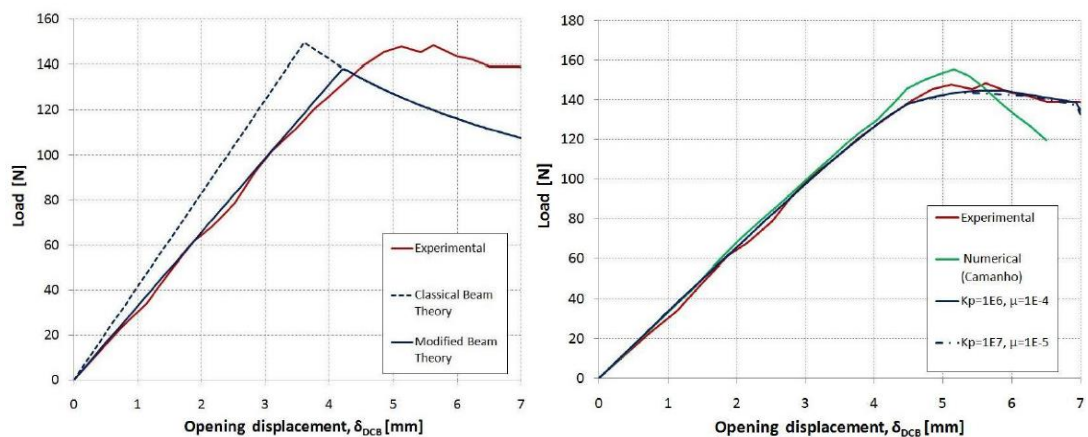 160
140
120
100
80
60
40
20
0
Load [N]
0 1 2 3 4 5 6 7
Opening displacement, δDCB [mm]
Experimental
Classical Beam
Theory
Modified Beam
Theory
180
160
140
120
100
80
60
40
20
0
Load [N]
0 1 2 3 4 5 6 7
Opening displacement, δDCB [mm]
Experimental
Numerical
(Camanho)
Kp=1E6, μ=1E-4
Kp=1E7, μ=1E-5